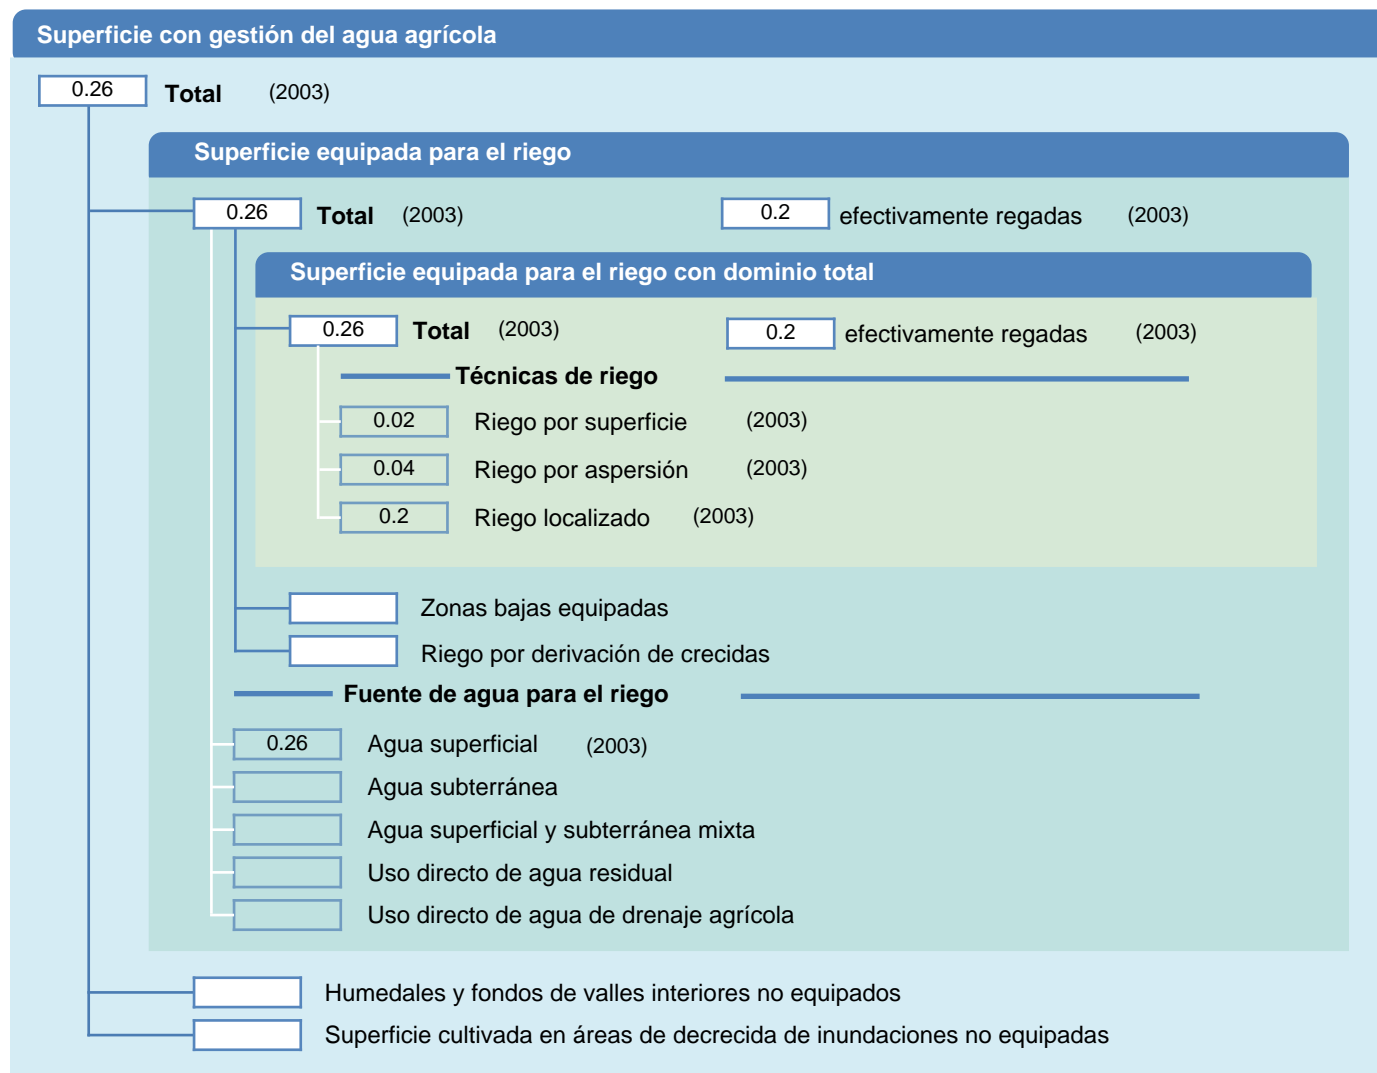 Superficie con gestión del agua agrícola
0.26 Total (2003)
Superficie equipada para el riego
0.26 Total (2003) 0.2 efectivamente regadas (2003)
Superficie equipada para el riego con dominio total
0.26 Total (2003) 0.2 efectivamente regadas (2003)
Técnicas de riego
0.02 Riego por superficie (2003)
0.04 Riego por aspersión (2003)
0.2 Riego localizado (2003)
Zonas bajas equipadas
Riego por derivación de crecidas
Fuente de agua para el riego
0.26 Agua superficial (2003)
Agua subterránea
Agua superficial y subterránea mixta
Uso directo de agua residual
Uso directo de agua de drenaje agrícola
Humedales y fondos de valles interiores no equipados
Superficie cultivada en áreas de decrecida de inundaciones no equipadas